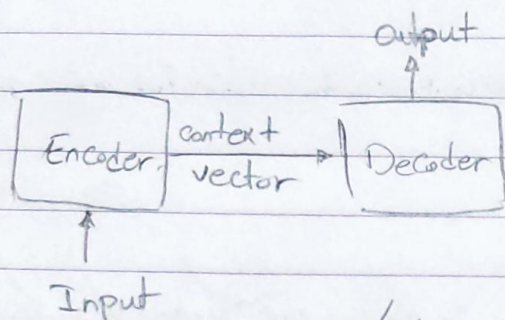 output
Encoder
context
vector
Decoder
Input